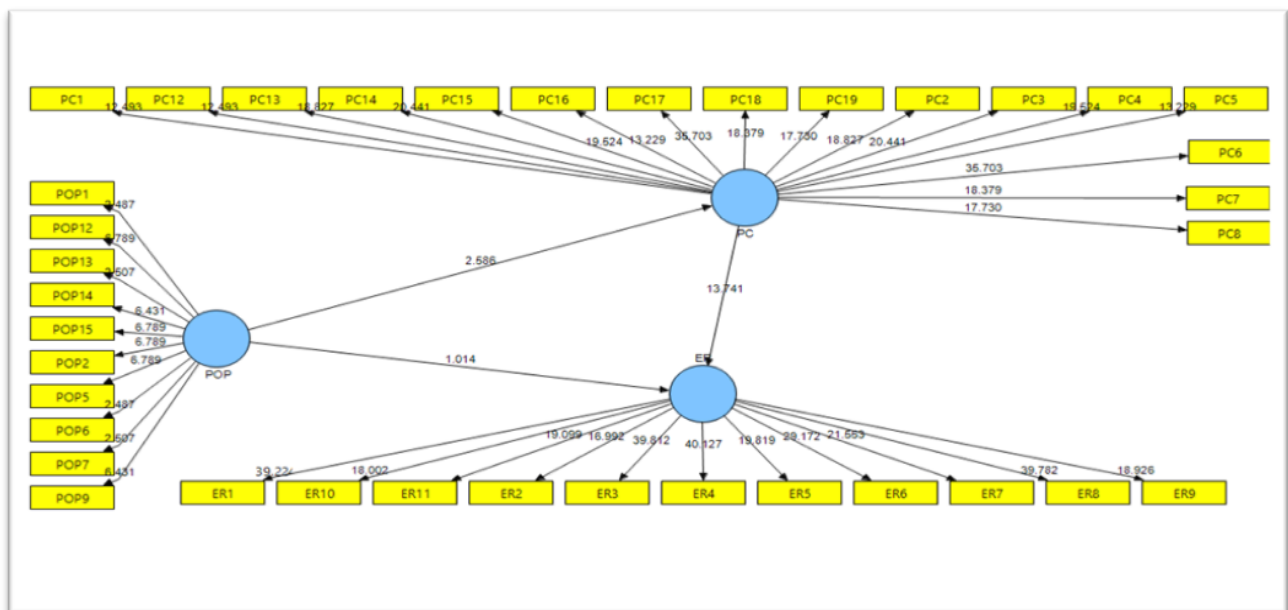 PC1 PC12 PC13 PC14 PC15 PC16 PC17 PC18 PC19 PC2 PC3 PC4 PC5
12.493 12.493 18.827 20.441 19.524 13.229
19.524 13.229 35.703 18.379 17.730 18.827 20.441
PC6
35.703
POP1
18.379
PC7
2.487
17.730
POP12
PC8
PC
6.789
POP13
2.586
2.507
POP14
13.741
6.431
POP15
6.789
6.789
POP2
1.014
6.789
POP
POP5
2.487
POP6
2.507
POP7
6.431
POP9
19.099 16.992 39.812 40.127 19.819 29.172 21.563
18.002 39.782 18.926
ER1 ER10 ER11 ER2 ER3 ER4 ER5 ER6 ER7 ER8 ER9